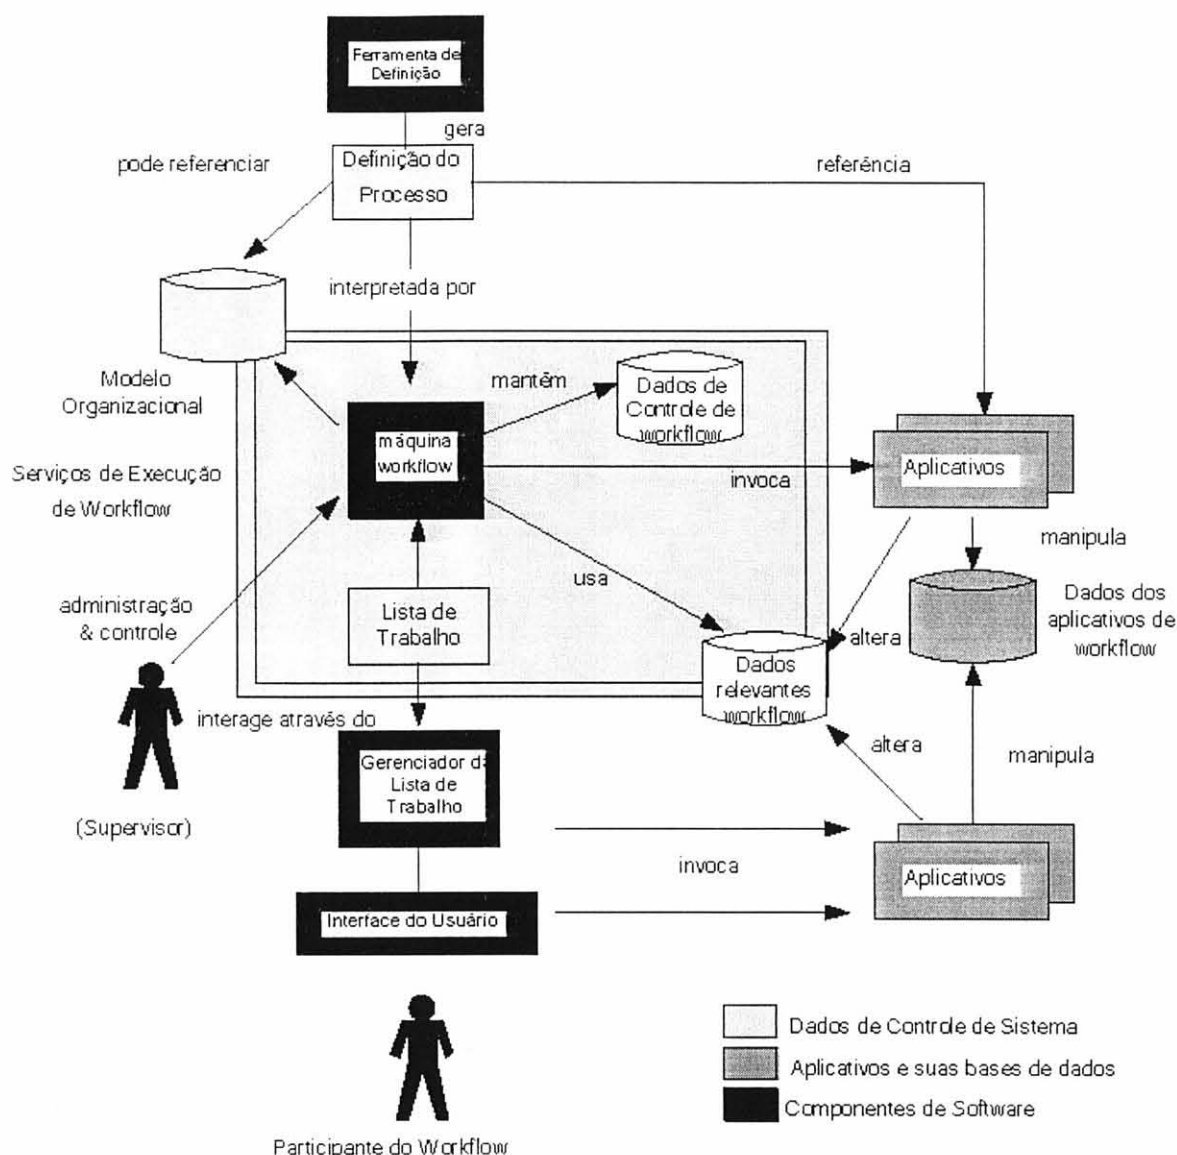 Ferramenta de
Definição
gera
pode referenciar
Definição do
Processo
referência
interpretada por
Modelo
Organizacional
mantém
Dados de
Controle de
workflow
máquina
workflow
Serviços de Execução
de Workflow
invoca
Aplicativos
manipula
usa
administração
& controle
Lista de
Trabalho
altera
Dados dos
aplicativos de
workflow
Dados
relevantes
workflow
interage através do
altera
manipula
Gerenciador d
Lista de
Trabalho
(Supervisor)
invoca
Aplicativos
Interface do Usuário
Dados de Controle de Sistema
Aplicativos e suas bases de dados
Componentes de Software
Participante do Workflow